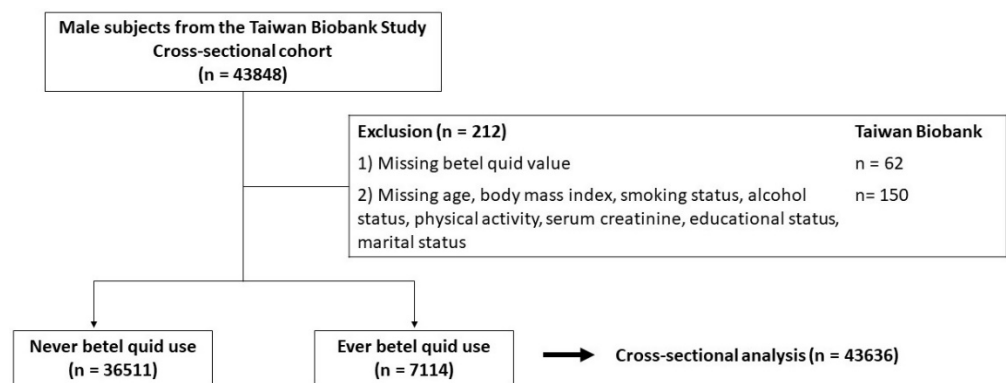 Male subjects from the Taiwan Biobank Study
Cross-sectional cohort
(n = 43848)
Exclusion (n = 212) Taiwan Biobank
1) Missing betel quid value n = 62
2) Missing age, body mass index, smoking status, alcohol n= 150
status, physical activity, serum creatinine, educational status,
marital status
Never betel quid use
(n = 36511)
Ever betel quid use
(n = 7114)
Cross-sectional analysis (n = 43636)